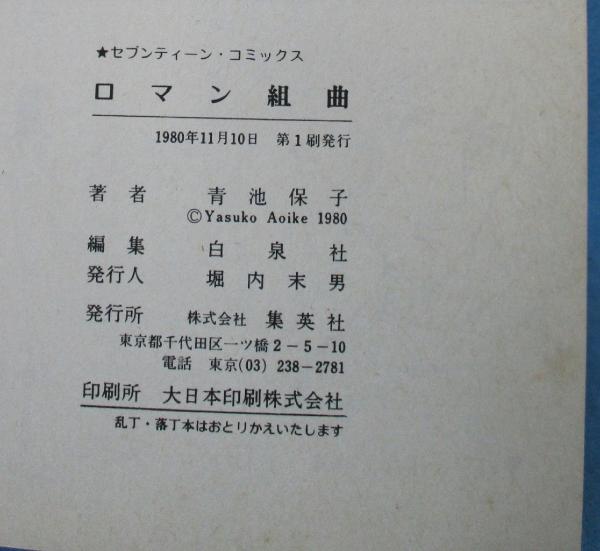 ★セブンティーン・コミックス
ロマン組曲
1980年11月10日 第1刷発行
著者 青池保子
©Yasuko Aoike 1980
編集 白泉社
発行人 堀内末男
発行所 株式会社 集英社
東京都千代田区一ツ橋2-5-10
電話 東京(03) 238-2781
印刷所 大日本印刷株式会社
乱丁・落丁本はおとりかえいたします